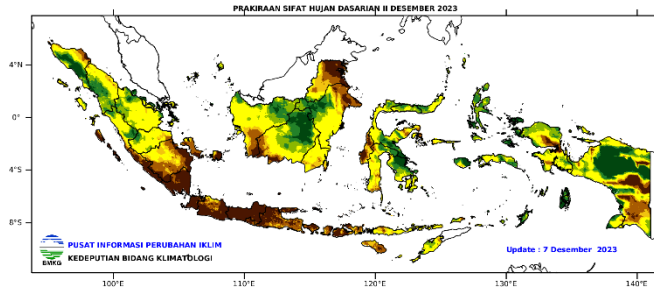 PRAKIRAAN SIFAT HUJAN DASARIAN II DESEMBER 2023
4°N
0°
4°S
8°S
BMKG
PUSAT INFORMASI PERUBAHAN IKLIM
KEDEPUTIAN BIDANG KLIMATOLOGI
Update : 7 Desember 2023
100°E
110°E
120°E
130°E
140°E